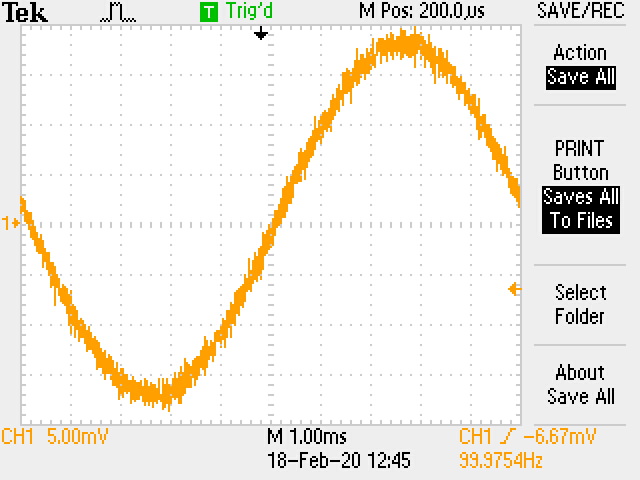 Tek T Trig'd M Pos: 200.0µs SAVE/REC
Action
Save All
PRINT
Button
Saves All
To Files
1
Select
Folder
About
Save All
CH1 5.00mV M 1.00ms CH1 -6.67mV
18-Feb-20 12:45 99.9754Hz